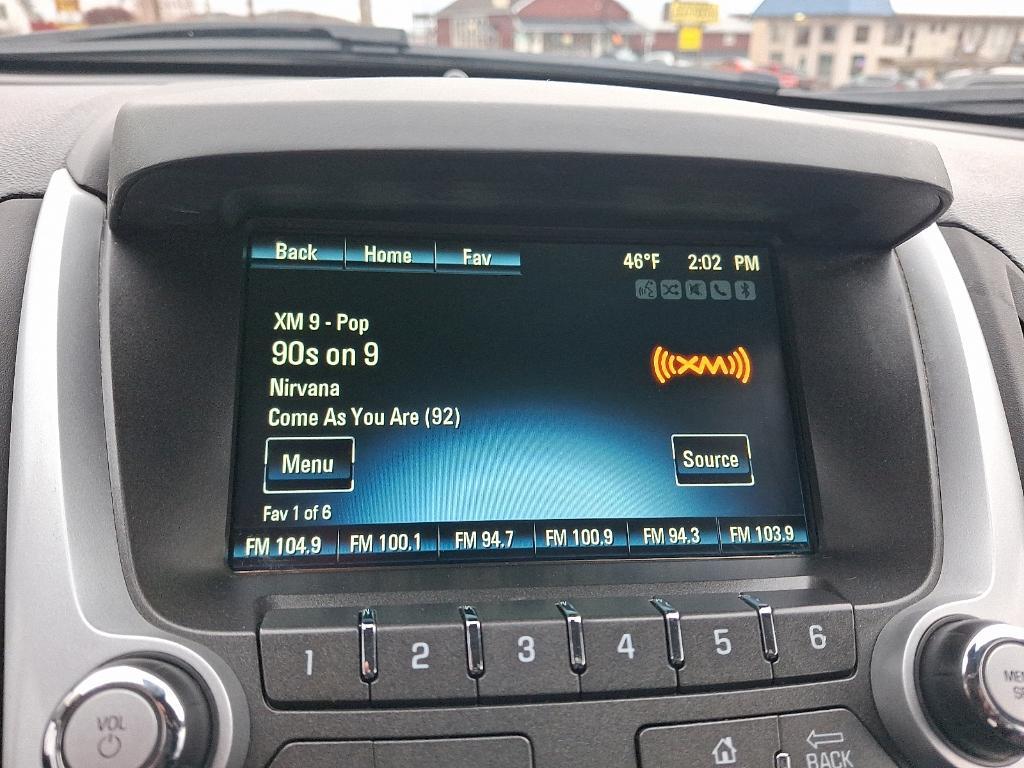 Back Home Fav 46°F 2:02 PM
XM 9 - Pop
90s on 9
((XM))
Nirvana
Come As You Are (92)
Menu Source
Fav 1 of 6
FM 104.9 FM 100.1 FM 94.7 FM 100.9 FM 94.3 FM 103.9
1 2 3 4 5 6
VOL
BACK